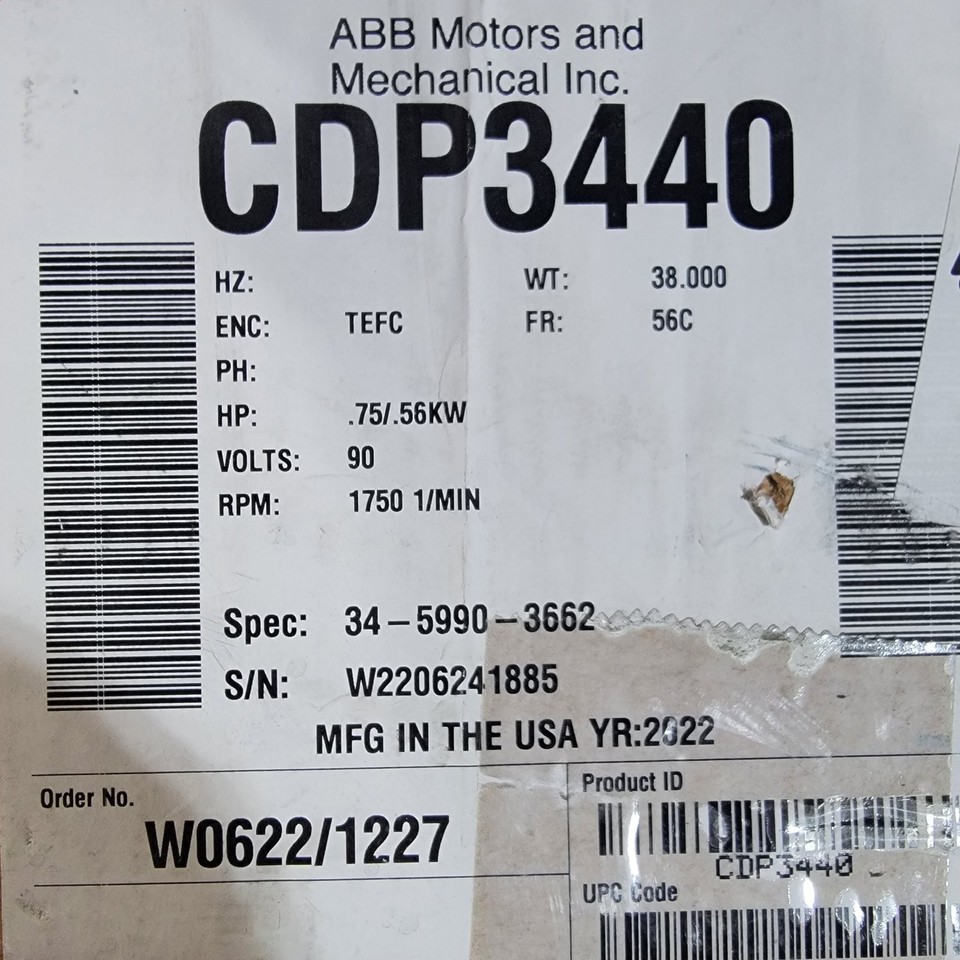 ABB Motors and
Mechanical Inc.
CDP3440
HZ:
WT: 38.000
ENC: TEFC
FR: 56C
PH:
HP: .75/.56KW
VOLTS: 90
RPM: 1750 1/MIN
Spec: 34-5990-3662
S/N: W2206241885
MFG IN THE USA YR:2022
Order No.
W0622/1227
Product ID
CDP3440
UPC Code